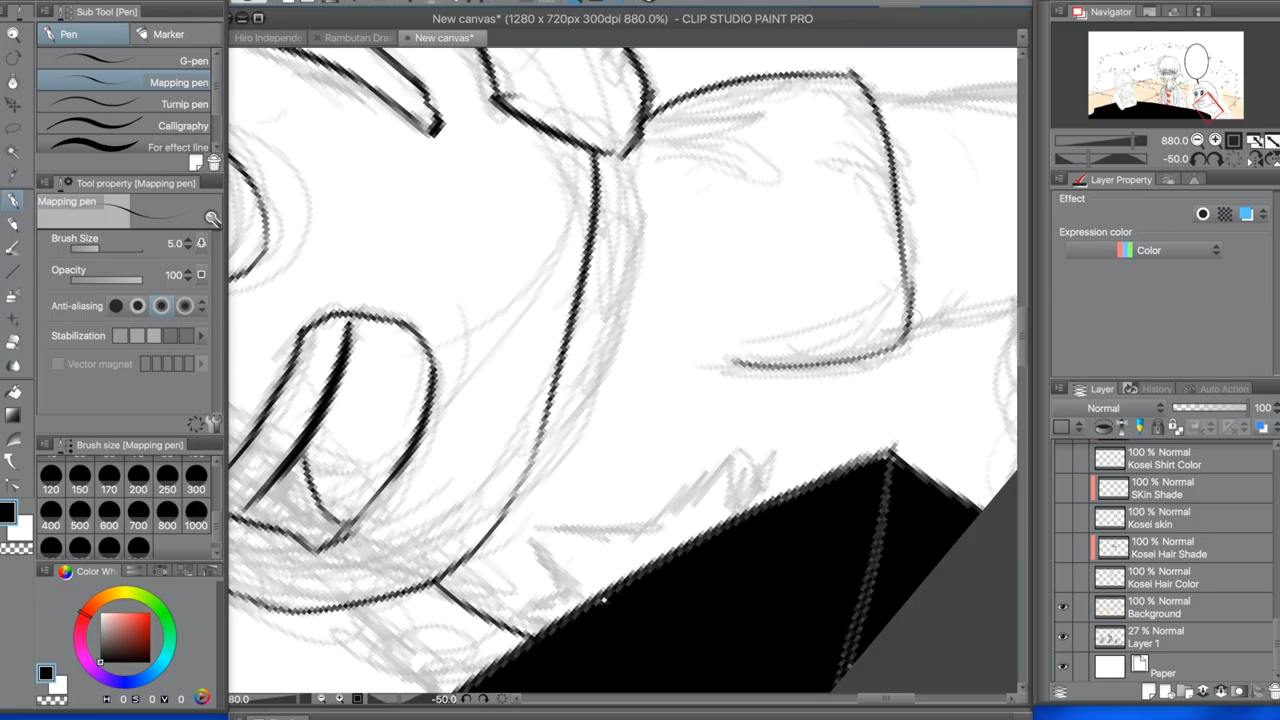 Sub Tool [Pen]
Pen
Marker
G-pen
Mapping pen
Turnip pen
Calligraphy
For effect line
Tool property [Mapping pen]
Mapping pen
Brush Size
5.0
Opacity
100
Anti-aliasing
Stabilization
Vector magnet
Brush size [Mapping pen]
120 150 170 200 250 300
400 500 600 700 800 1000
Color Wh
H 0 S 0 V 0
New canvas* (1280 x 720px 300dpi 880.0%) - CLIP STUDIO PAINT PRO
Hiro Independe
Rambutan Dra
New canvas*
80.0
-50.0
Navigator
880.0
-50.0
Layer Property
Effect
Expression color
Color
Layer
History
Auto Action
Normal
100
100 % Normal
Kosei Shirt Color
100 % Normal
SKin Shade
100 % Normal
Kosei skin
100 % Normal
Kosei Hair Shade
100 % Normal
Kosei Hair Color
100 % Normal
Background
27 % Normal
Layer 1
Paper